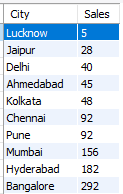 City Sales
Lucknow 5
Jaipur 28
Delhi 40
Ahmedabad 45
Kolkata 48
Chennai 92
Pune 92
Mumbai 156
Hyderabad 182
Bangalore 292